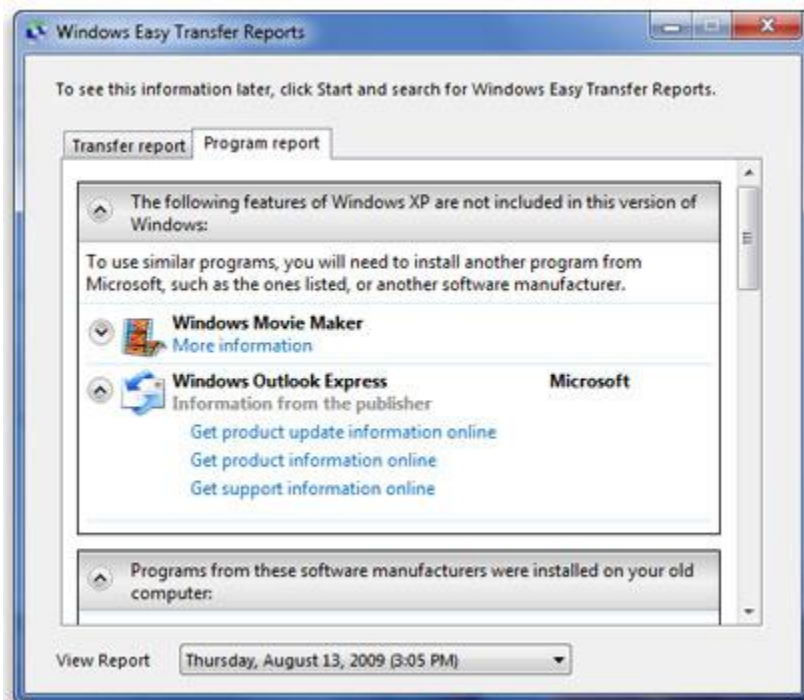 Windows Easy Transfer Reports
To see this information later, click Start and search for Windows Easy Transfer Reports.
Transfer report Program report
The following features of Windows XP are not included in this version of
Windows:
To use similar programs, you will need to install another program from
Microsoft, such as the ones listed, or another software manufacturer.
Windows Movie Maker
More information
Windows Outlook Express Microsoft
Information from the publisher
Get product update information online
Get product information online
Get support information online
Programs from these software manufacturers were installed on your old
computer:
View Report Thursday, August 13, 2009 (3:05 PM)